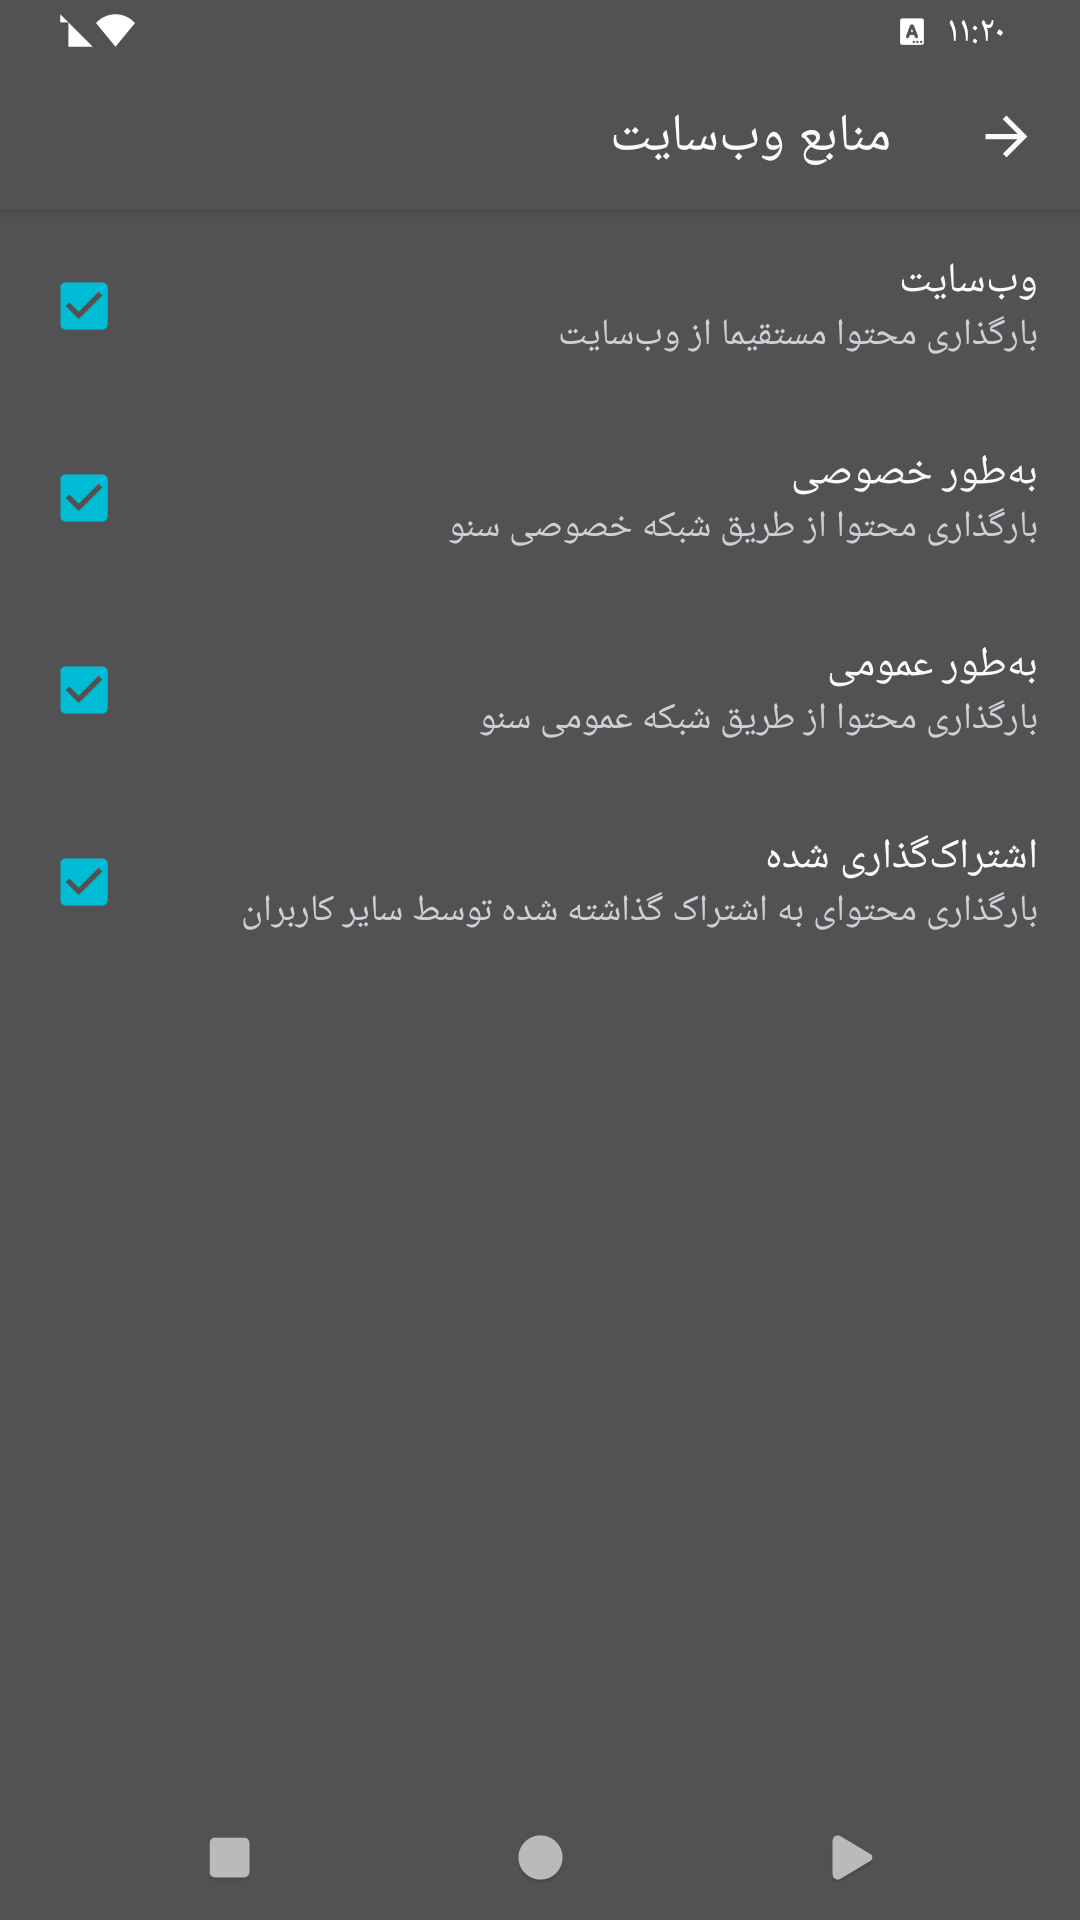 ۱۱:۲۰
منابع وب‌سایت
وب‌سایت
بارگذاری محتوا مستقیما از وب‌سایت
به‌طور خصوصی
بارگذاری محتوا از طریق شبکه خصوصی سنو
به‌طور عمومی
بارگذاری محتوا از طریق شبکه عمومی سنو
اشتراک‌گذاری شده
بارگذاری محتوای به اشتراک گذاشته شده توسط سایر کاربران